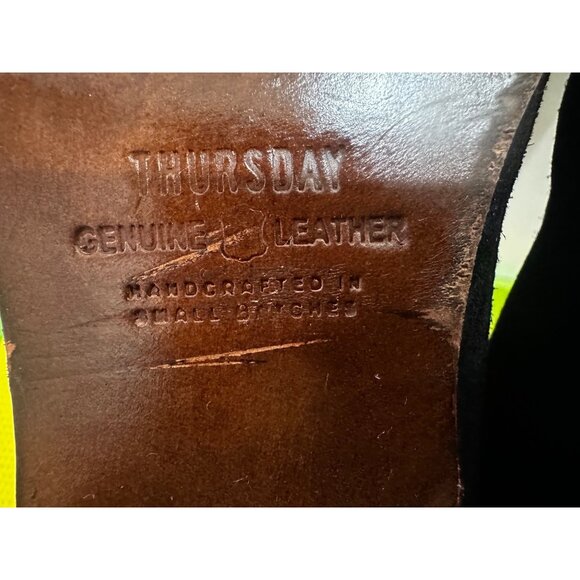 THURSDAY
GENUINE LEATHER
HANDCRAFTED IN
SMALL BATCHES